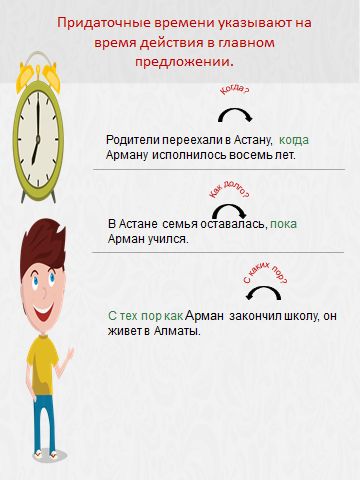 Придаточные времени указывают на
время действия в главном
предложении.
Когда?
Родители переехали в Астану, когда
Арману исполнилось восемь лет.
Как долго?
В Астане семья оставалась, пока
Арман учился.
С каких пор?
С тех пор как Арман закончил школу, он
живет в Алматы.